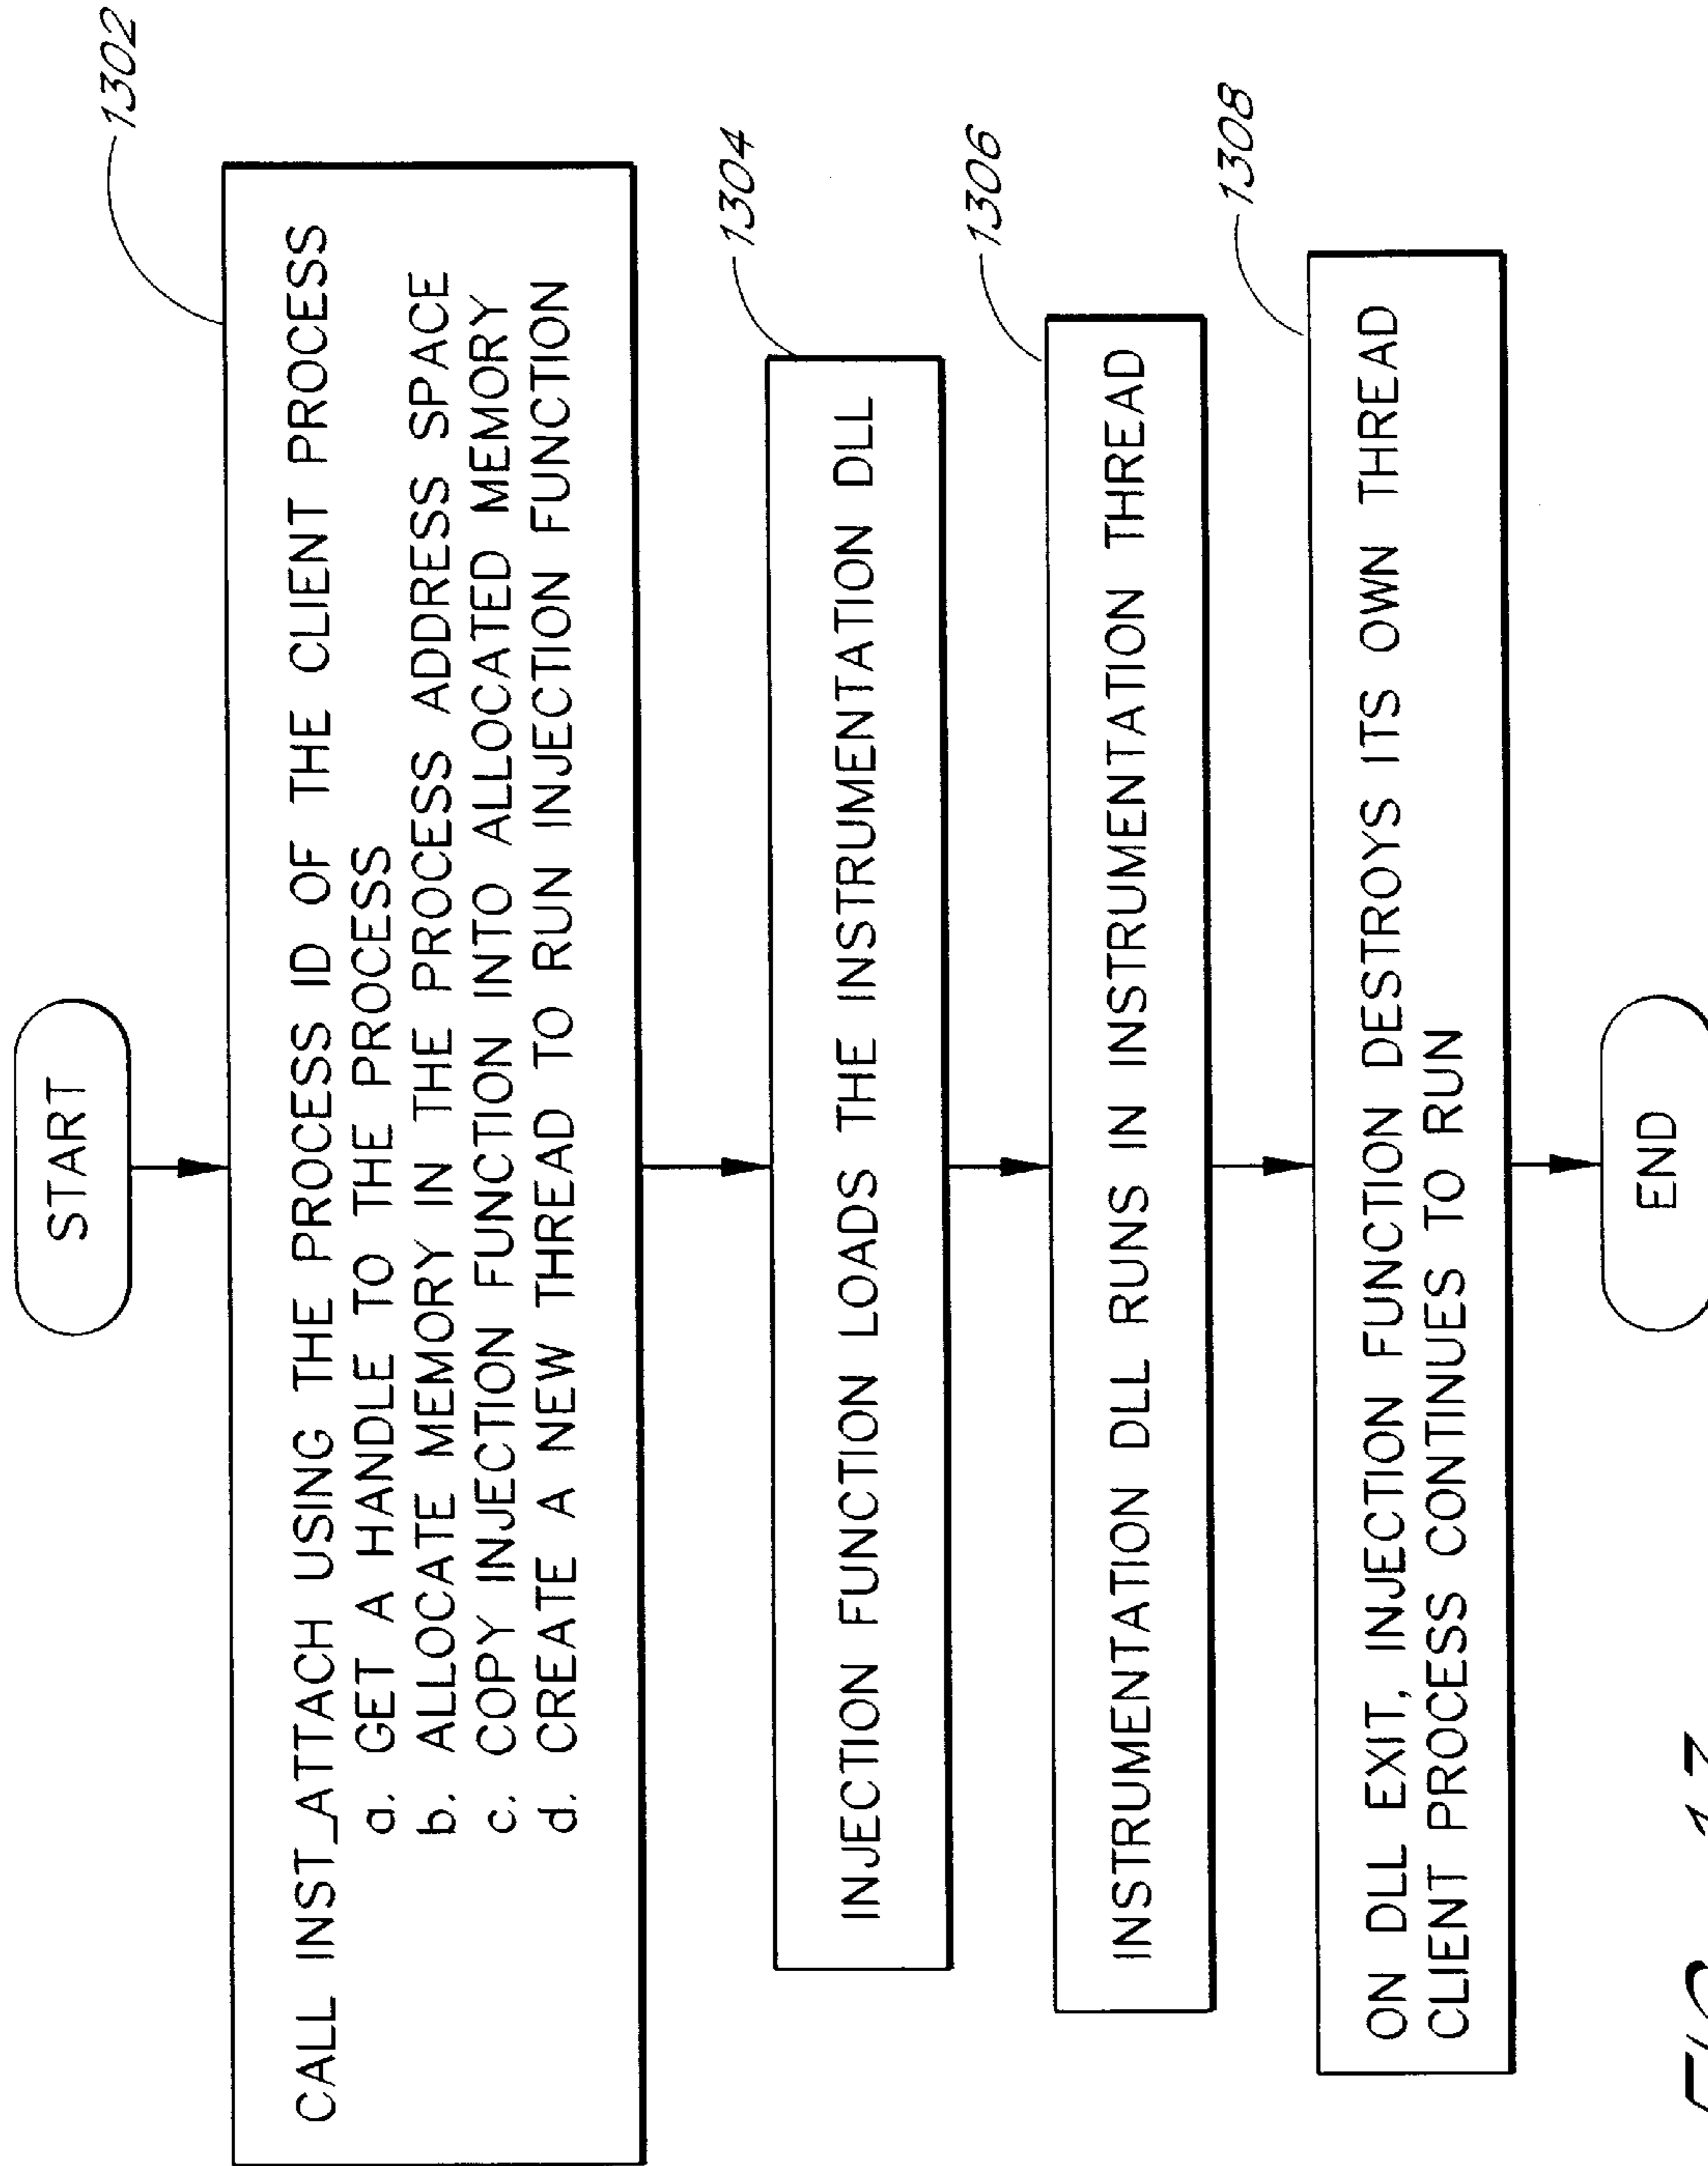 START
1302
CALL INST_ATTACH USING THE PROCESS ID OF THE CLIENT PROCESS
a. GET A HANDLE TO THE PROCESS
b. ALLOCATE MEMORY IN THE PROCESS ADDRESS SPACE
c. COPY INJECTION FUNCTION INTO ALLOCATED MEMORY
d. CREATE A NEW THREAD TO RUN INJECTION FUNCTION
1304
INJECTION FUNCTION LOADS THE INSTRUMENTATION DLL
1306
INSTRUMENTATION DLL RUNS IN INSTRUMENTATION THREAD
1308
ON DLL EXIT, INJECTION FUNCTION DESTROYS ITS OWN THREAD
CLIENT PROCESS CONTINUES TO RUN
END
FIG. 13